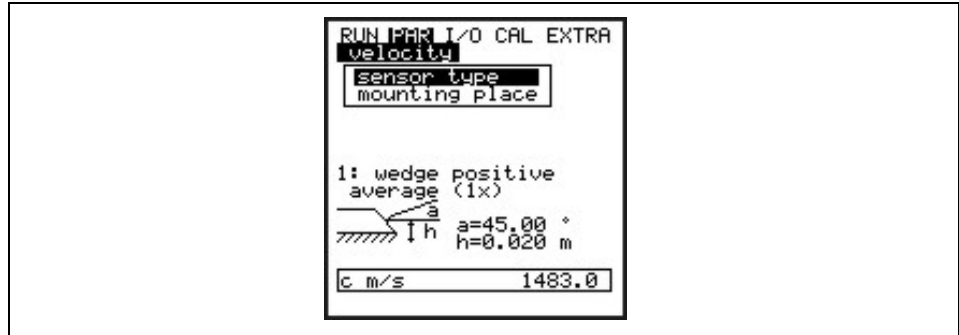 RUN PAR I/O CAL EXTRA
velocity
sensor type
mounting place
1: wedge positive
average (1x)
a
h
a=45.00 °
h=0.020 m
c m/s 1483.0